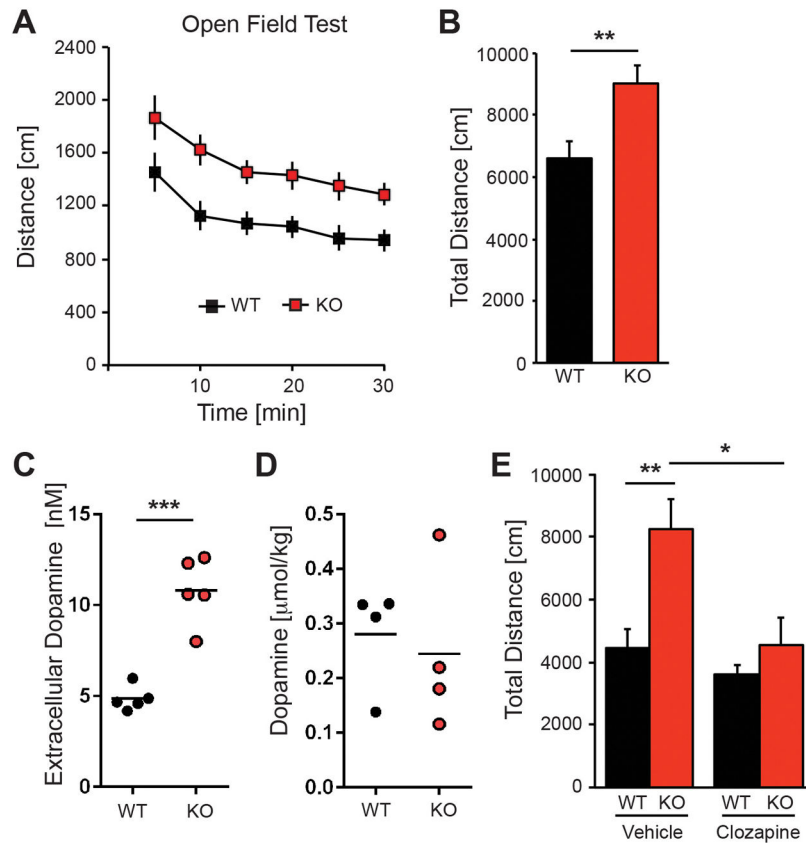 A
Open Field Test
2400
2000
1600
1200
800
400
0
Distance [cm]
WT KO
10 20 30
Time [min]
B
**
10000
8000
6000
4000
2000
0
Total Distance [cm]
WT KO
C
Extracellular Dopamine [nM]
15
10
5
0
***
WT KO
D
Dopamine [µmol/kg]
0.5
0.4
0.3
0.2
0.1
0.0
WT KO
E
Total Distance [cm]
10000
8000
6000
4000
2000
0
** *
WT KO WT KO
Vehicle Clozapine